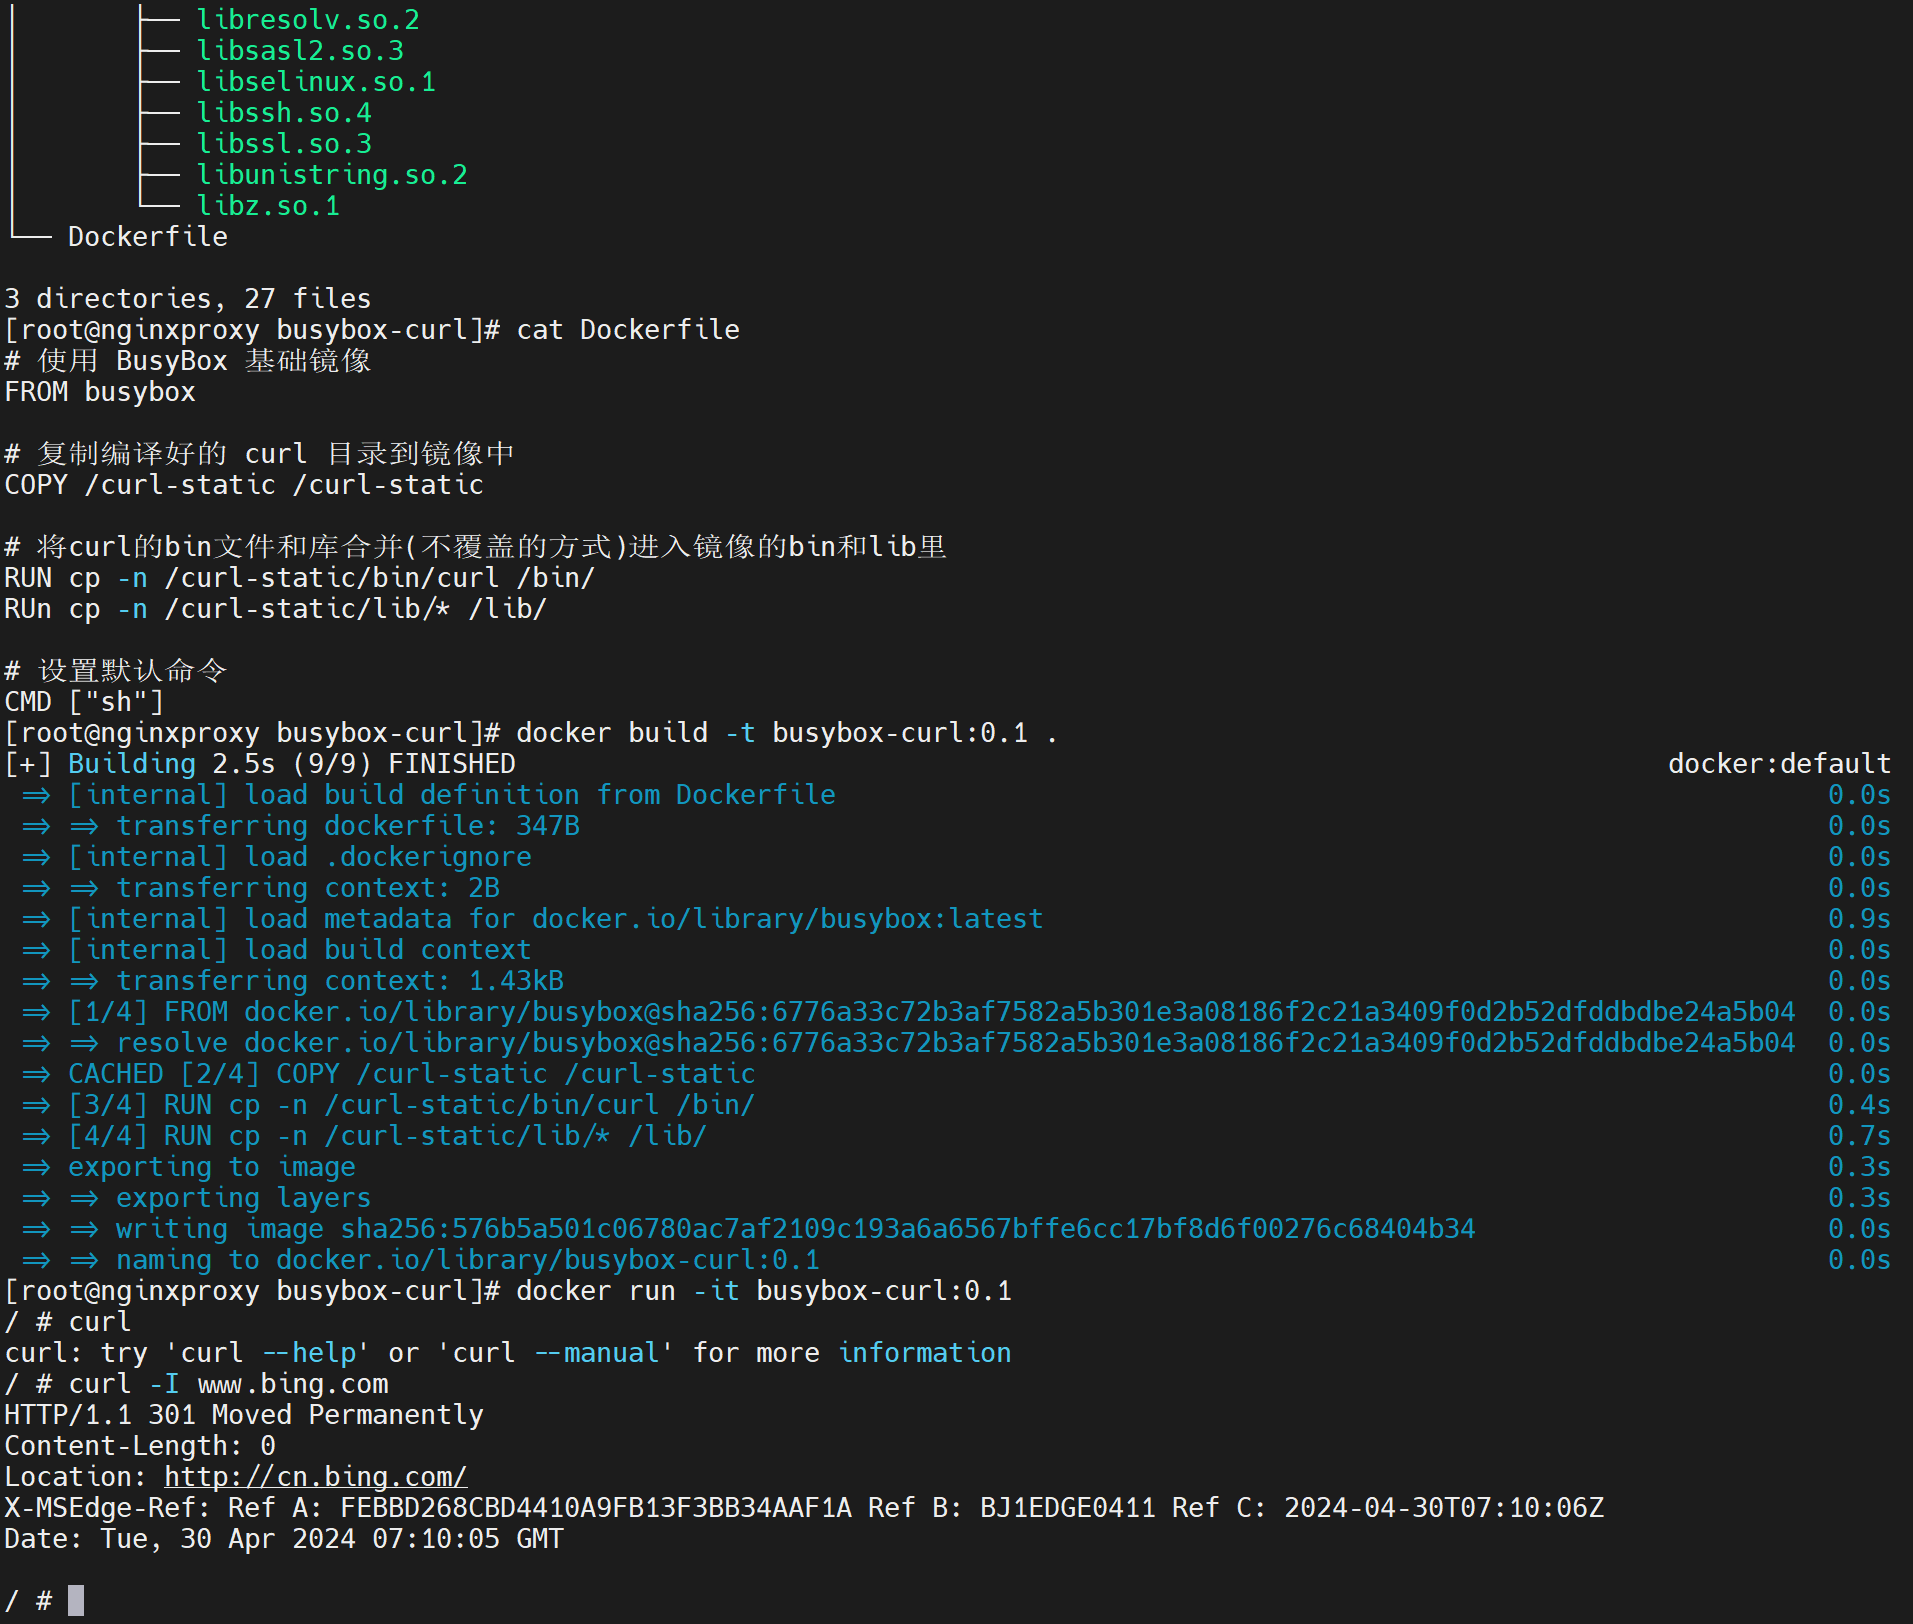 ├── libresolv.so.2
├── libsasl2.so.3
├── libselinux.so.1
├── libssh.so.4
├── libssl.so.3
├── libunistring.so.2
└── libz.so.1
└── Dockerfile
3 directories, 27 files
[root@nginxproxy busybox-curl]# cat Dockerfile
# 使用 BusyBox 基础镜像
FROM busybox
# 复制编译好的 curl 目录到镜像中
COPY /curl-static /curl-static
# 将curl的bin文件和库合并(不覆盖的方式)进入镜像的bin和lib里
RUN cp -n /curl-static/bin/curl /bin/
RUn cp -n /curl-static/lib/* /lib/
# 设置默认命令
CMD ["sh"]
[root@nginxproxy busybox-curl]# docker build -t busybox-curl:0.1 .
[+] Building 2.5s (9/9) FINISHED docker:default
=> [internal] load build definition from Dockerfile 0.0s
=> => transferring dockerfile: 347B 0.0s
=> [internal] load .dockerignore 0.0s
=> => transferring context: 2B 0.0s
=> [internal] load metadata for docker.io/library/busybox:latest 0.9s
=> [internal] load build context 0.0s
=> => transferring context: 1.43kB 0.0s
=> [1/4] FROM docker.io/library/busybox@sha256:6776a33c72b3af7582a5b301e3a08186f2c21a3409f0d2b52dfddbdbe24a5b04 0.0s
=> => resolve docker.io/library/busybox@sha256:6776a33c72b3af7582a5b301e3a08186f2c21a3409f0d2b52dfddbdbe24a5b04 0.0s
=> CACHED [2/4] COPY /curl-static /curl-static 0.0s
=> [3/4] RUN cp -n /curl-static/bin/curl /bin/ 0.4s
=> [4/4] RUN cp -n /curl-static/lib/* /lib/ 0.7s
=> exporting to image 0.3s
=> => exporting layers 0.3s
=> => writing image sha256:576b5a501c06780ac7af2109c193a6a6567bffe6cc17bf8d6f00276c68404b34 0.0s
=> => naming to docker.io/library/busybox-curl:0.1 0.0s
[root@nginxproxy busybox-curl]# docker run -it busybox-curl:0.1
/ # curl
curl: try 'curl --help' or 'curl --manual' for more information
/ # curl -I www.bing.com
HTTP/1.1 301 Moved Permanently
Content-Length: 0
Location: http://cn.bing.com/
X-MSEdge-Ref: Ref A: FEBBD268CBD4410A9FB13F3BB34AAF1A Ref B: BJ1EDGE0411 Ref C: 2024-04-30T07:10:06Z
Date: Tue, 30 Apr 2024 07:10:05 GMT
/ #